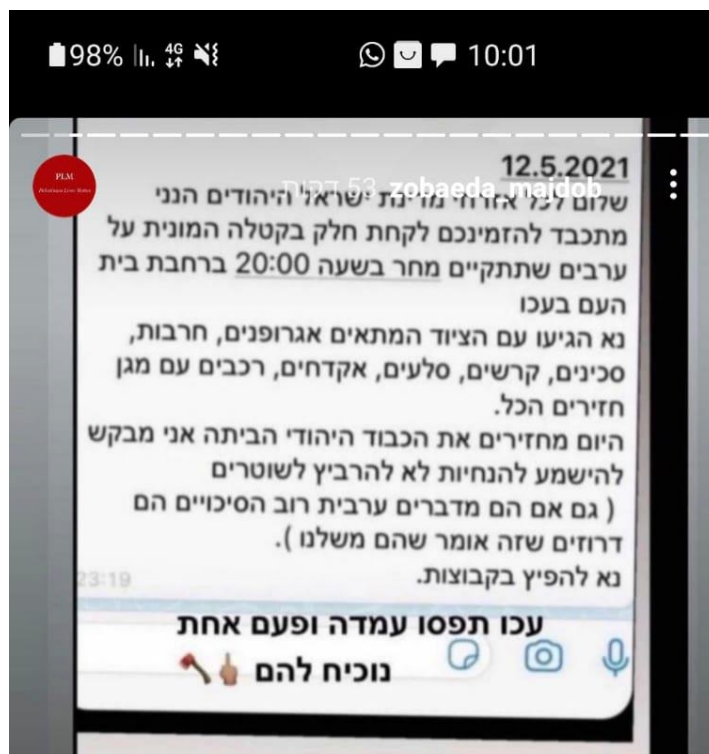 98% 4G 10:01
PLM
Palestinian Lives Matter
zobaeda_majdob 53 דקות
12.5.2021
שלום לכל אזרחי מדינת ישראל היהודים הנני
מתכבד להזמינכם לקחת חלק בקטלה המונית על
ערבים שתתקיים מחר בשעה 20:00 ברחבת בית
העם בעכו
נא הגיעו עם הציוד המתאים אגרופנים, חרבות,
סכינים, קרשים, סלעים, אקדחים, רכבים עם מגן
חזירים הכל.
היום מחזירים את הכבוד היהודי הביתה אני מבקש
להישמע להנחיות לא להרביץ לשוטרים
( גם אם הם מדברים ערבית רוב הסיכויים הם
דרוזים שזה אומר שהם משלנו ).
נא להפיץ בקבוצות.
23:19
עכו תפסו עמדה ופעם אחת
נוכיח להם 🖕🏼🪓